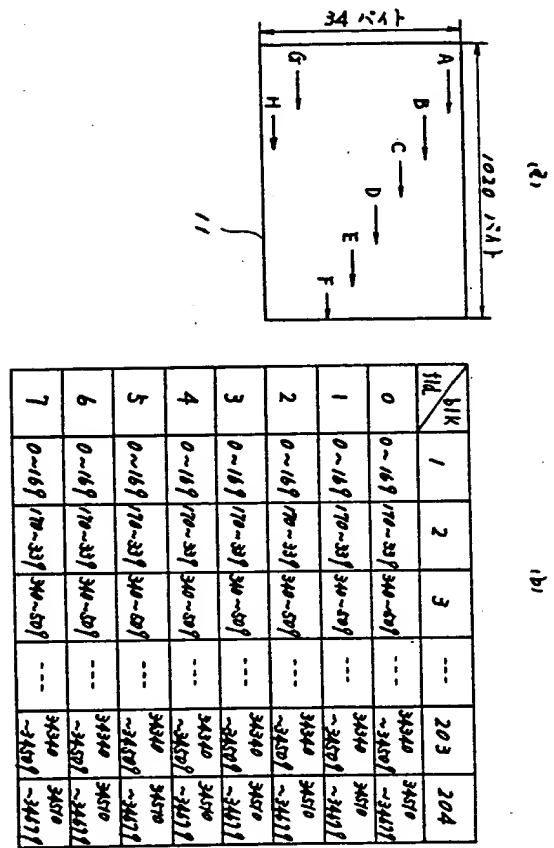 (a)
1020 バイト
34 バイト
A
B
C
D
E
F
G
H
11
(b)
fld blk 1 2 3 --- 203 204
0 0~169 170~339 340~509 --- 34340 ~34509 34510 ~34679
1 0~169 170~339 340~509 --- 34340 ~34509 34510 ~34679
2 0~169 170~339 340~509 --- 34340 ~34509 34510 ~34679
3 0~169 170~339 340~509 --- 34340 ~34509 34510 ~34679
4 0~169 170~339 340~509 --- 34340 ~34509 34510 ~34679
5 0~169 170~339 340~509 --- 34340 ~34509 34510 ~34679
6 0~169 170~339 340~509 --- 34340 ~34509 34510 ~34679
7 0~169 170~339 340~509 --- 34340 ~34509 34510 ~34679